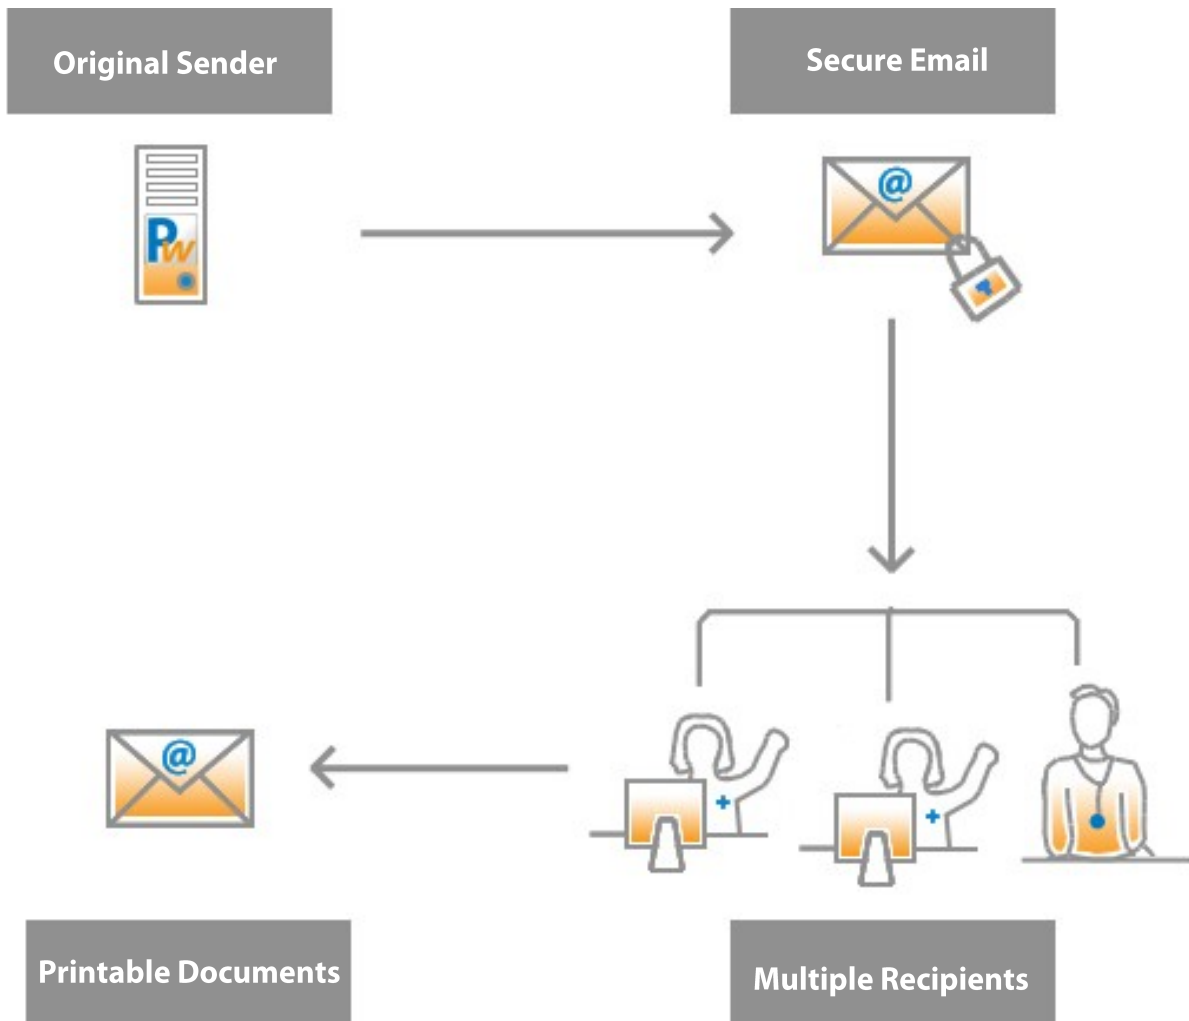 Original Sender
Secure Email
Pw
@
@
Printable Documents
Multiple Recipients